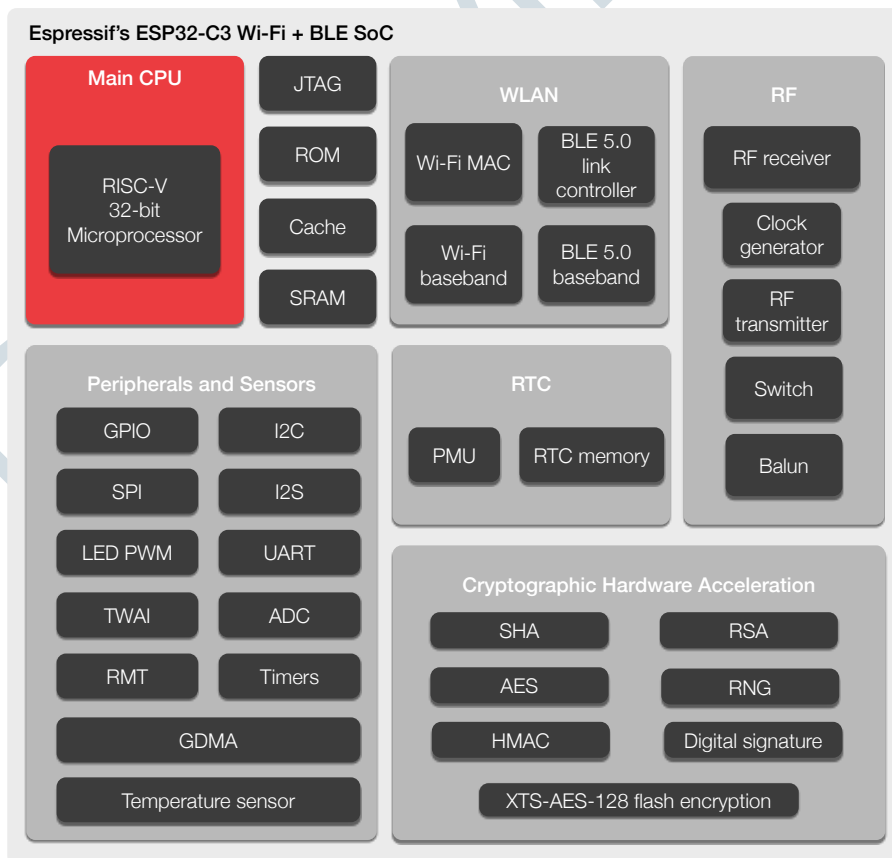 Espressif's ESP32-C3 Wi-Fi + BLE SoC
Main CPU
RISC-V
32-bit
Microprocessor
JTAG
ROM
Cache
SRAM
WLAN
Wi-Fi MAC
BLE 5.0
link
controller
Wi-Fi
baseband
BLE 5.0
baseband
RF
RF receiver
Clock
generator
RF
transmitter
Switch
Balun
Peripherals and Sensors
GPIO
I2C
SPI
I2S
LED PWM
UART
TWAI
ADC
RMT
Timers
GDMA
Temperature sensor
RTC
PMU
RTC memory
Cryptographic Hardware Acceleration
SHA
RSA
AES
RNG
HMAC
Digital signature
XTS-AES-128 flash encryption